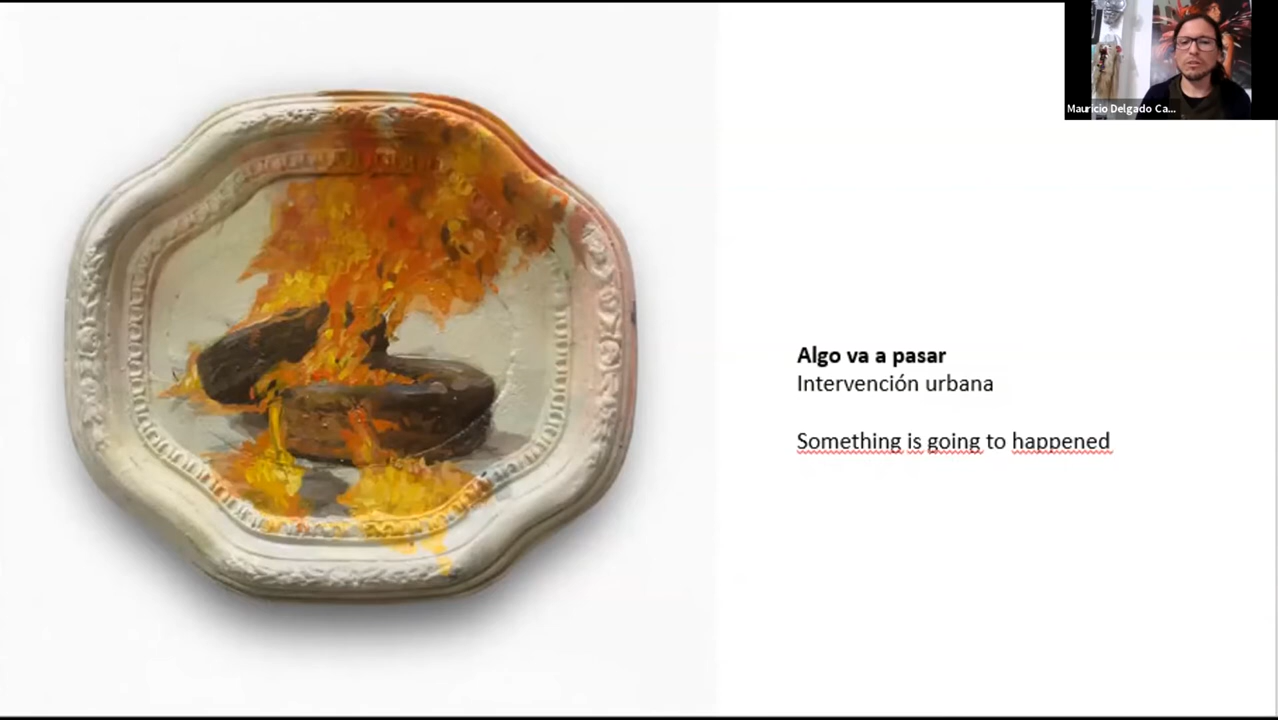 Mauricio Delgado Ca...
Algo va a pasar
Intervención urbana
Something is going to happened